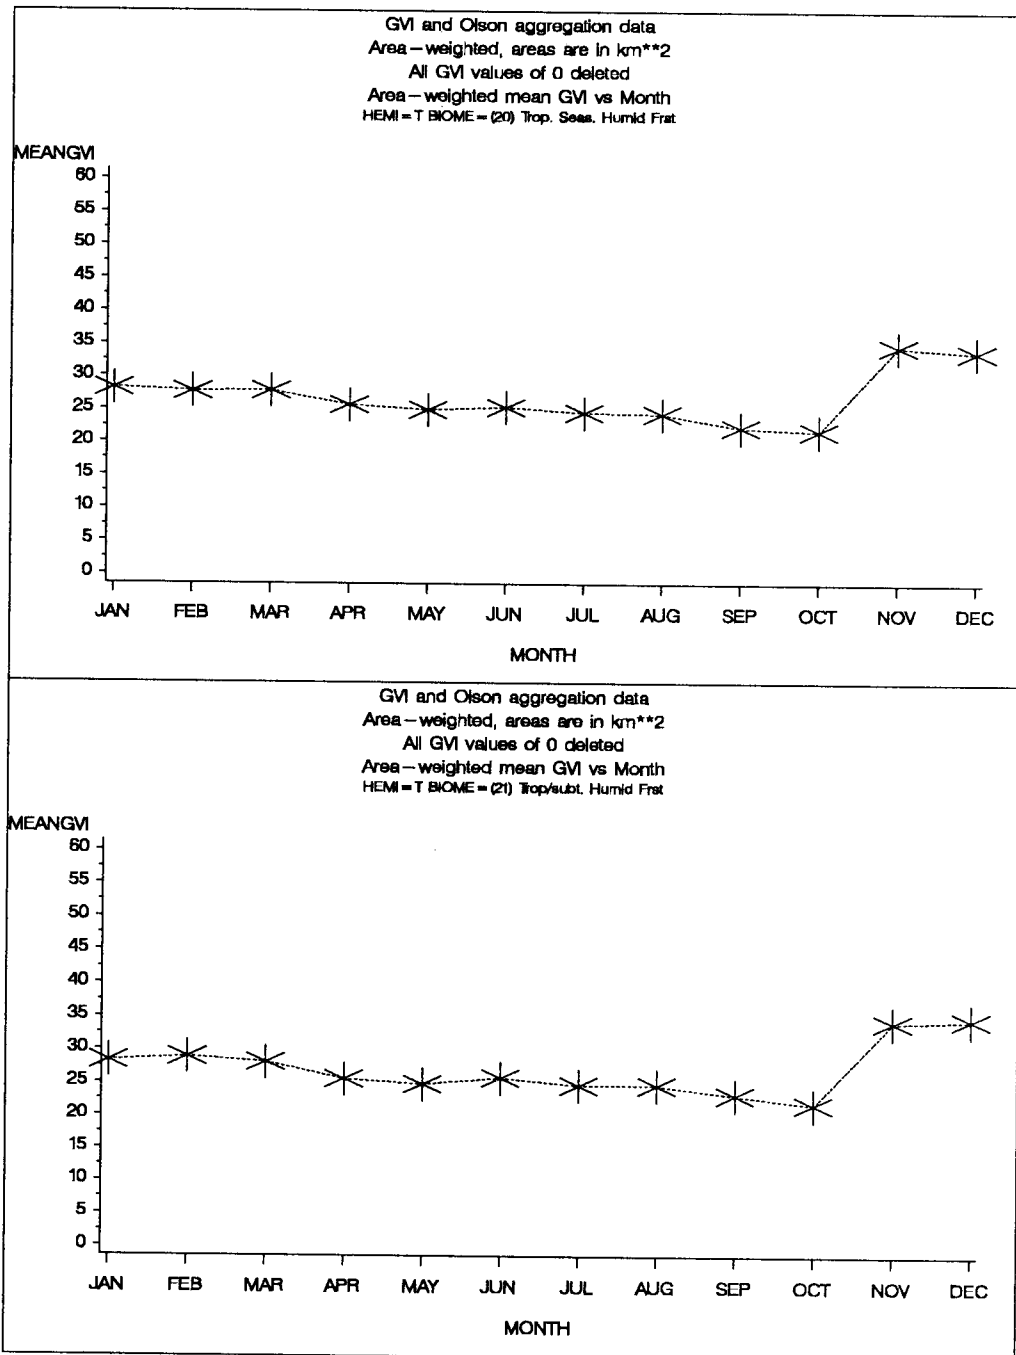 GVI and Olson aggregation data
Area-weighted, areas are in km**2
All GVI values of 0 deleted
Area-weighted mean GVI vs Month
HEMI=T BIOME=(20) Trop. Seas. Humid Frst
MEANGVI
60
55
50
45
40
35
30
25
20
15
10
5
0
JAN FEB MAR APR MAY JUN JUL AUG SEP OCT NOV DEC
MONTH
GVI and Olson aggregation data
Area-weighted, areas are in km**2
All GVI values of 0 deleted
Area-weighted mean GVI vs Month
HEMI=T BIOME=(21) Trop/subt. Humid Frst
MEANGVI
60
55
50
45
40
35
30
25
20
15
10
5
0
JAN FEB MAR APR MAY JUN JUL AUG SEP OCT NOV DEC
MONTH